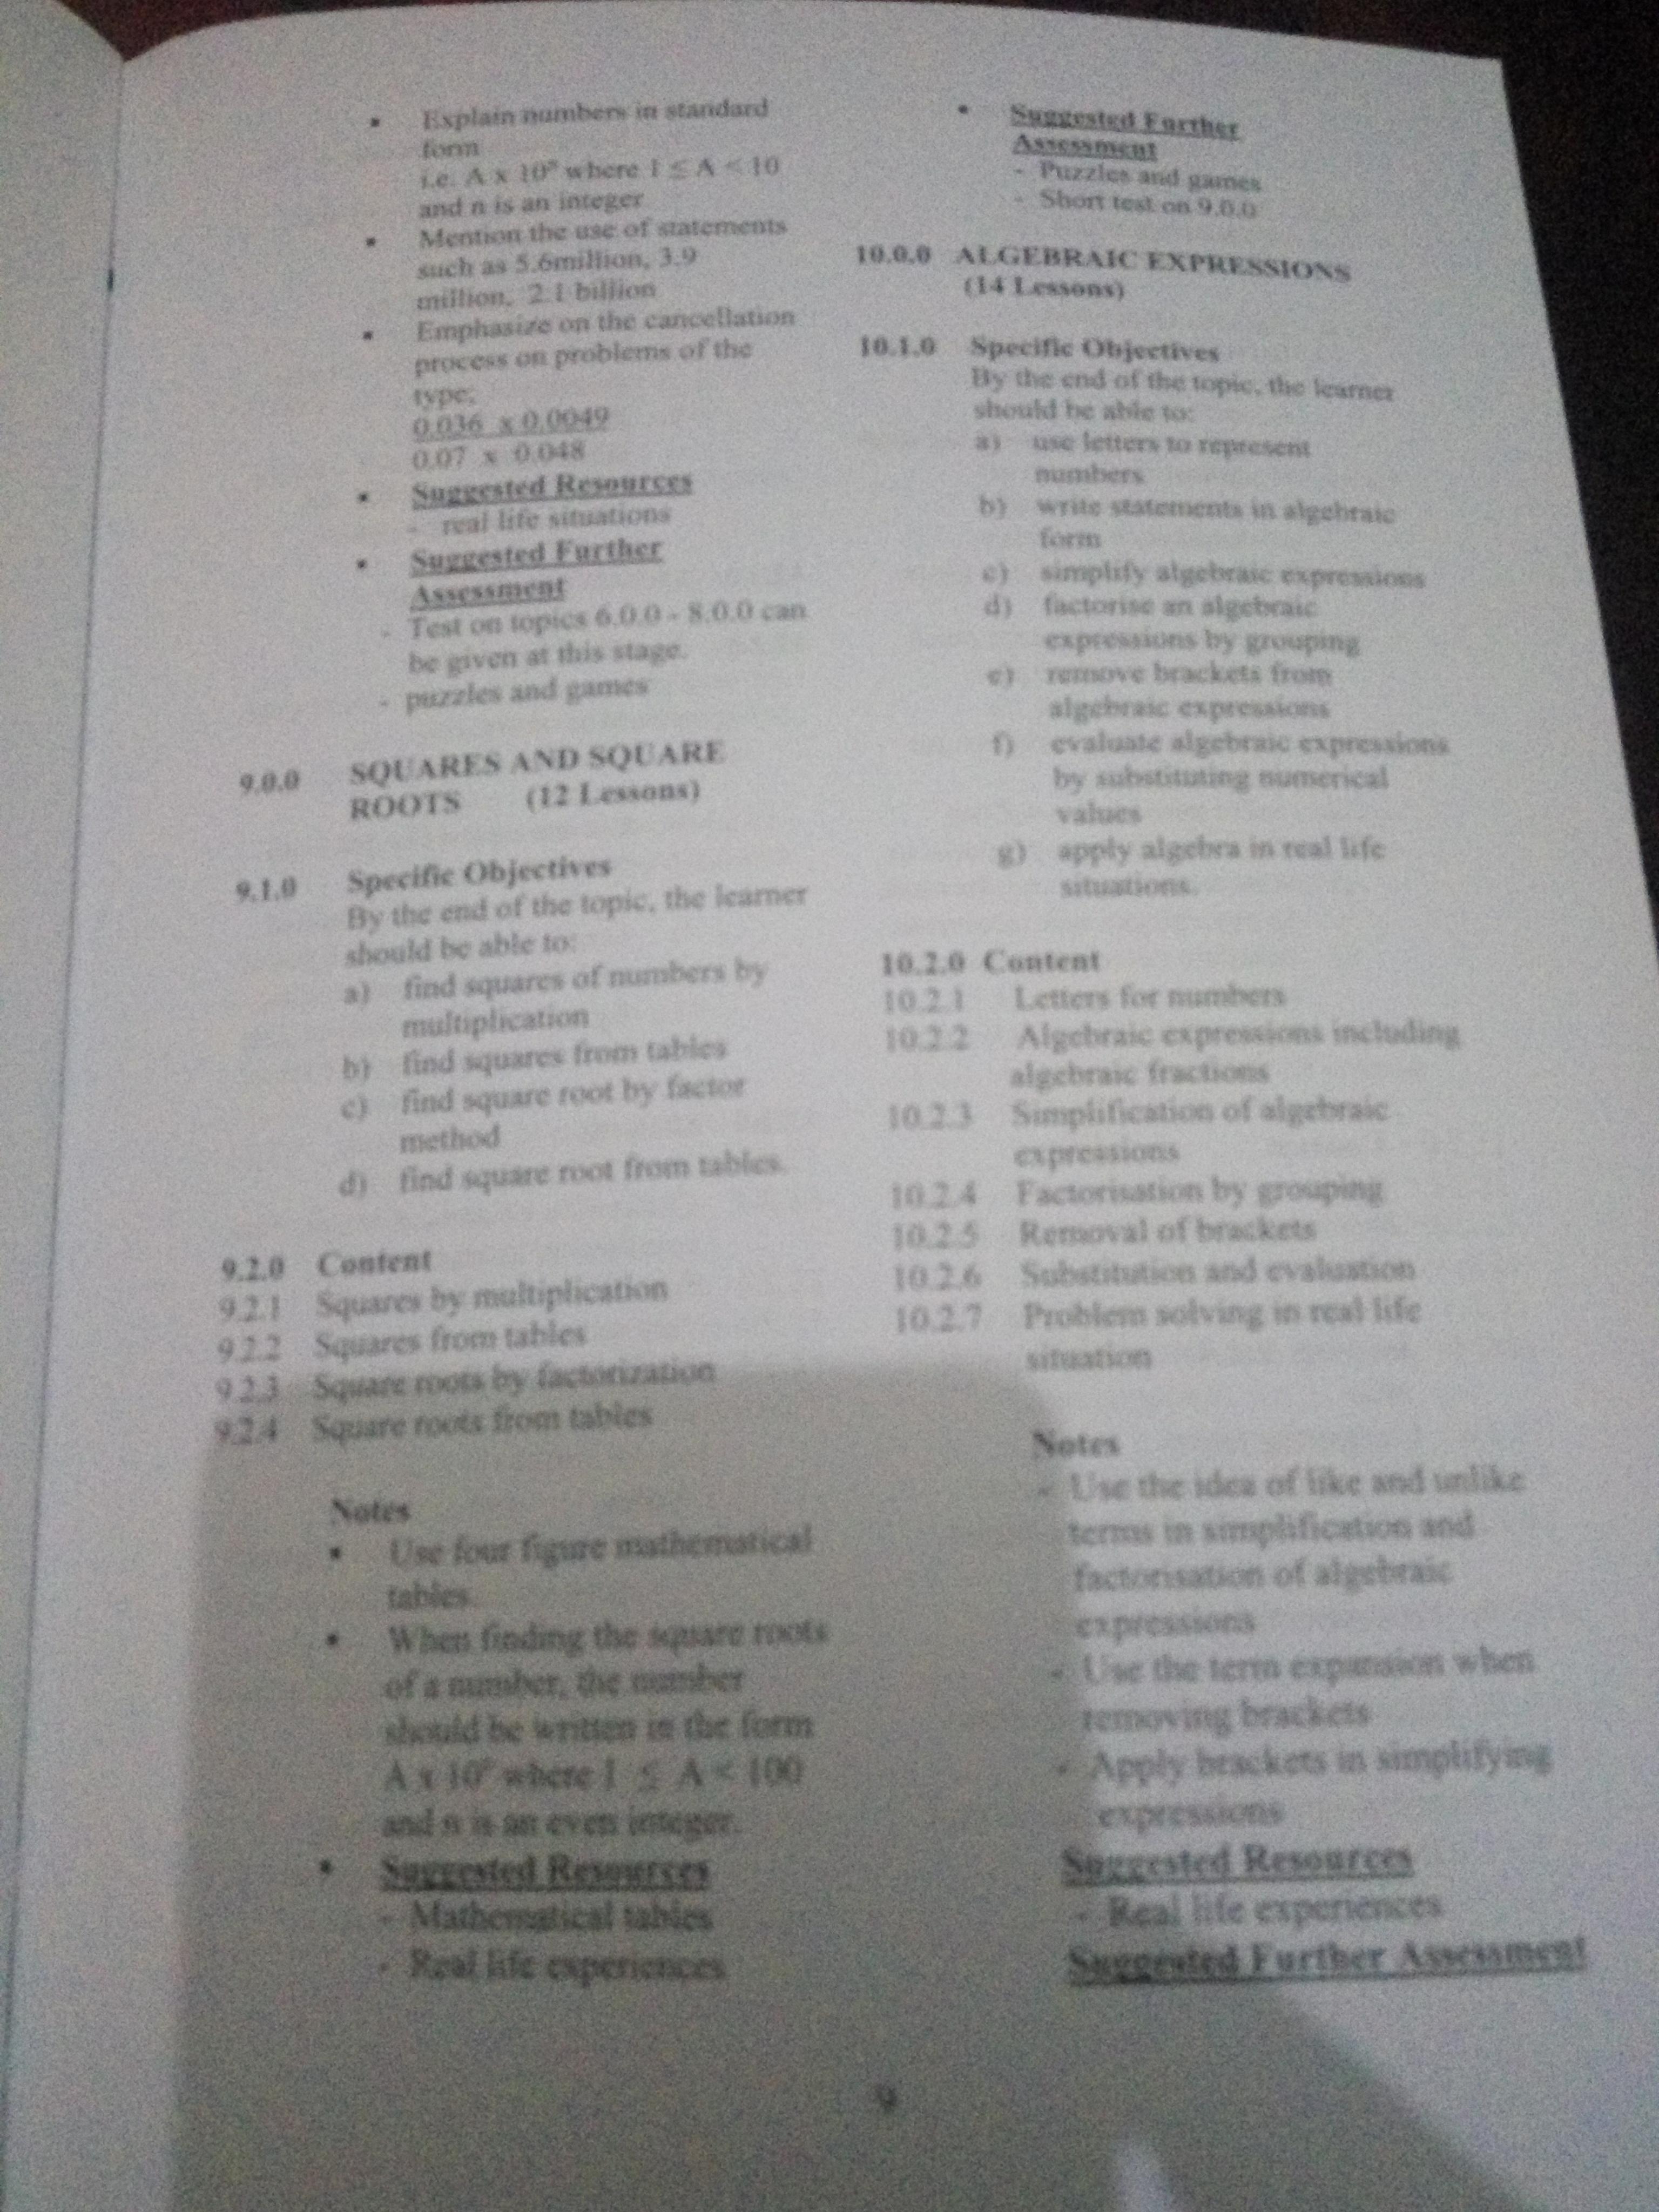 ▪ Explain numbers in standard
form
i.e. A x 10ⁿ where 1 ≤ A < 10
and n is an integer
▪ Mention the use of statements
such as 5.6million, 3.9
million, 2.1 billion
▪ Emphasize on the cancellation
process on problems of the
type;
0.036 x 0.0049
0.07 x 0.048
▪ Suggested Resources
- real life situations
▪ Suggested Further
Assessment
- Test on topics 6.0.0 - 8.0.0 can
be given at this stage.
- puzzles and games
9.0.0 SQUARES AND SQUARE
ROOTS (12 Lessons)
9.1.0 Specific Objectives
By the end of the topic, the learner
should be able to:
a) find squares of numbers by
multiplication
b) find squares from tables
c) find square root by factor
method
d) find square root from tables.
9.2.0 Content
9.2.1 Squares by multiplication
9.2.2 Squares from tables
9.2.3 Square roots by factorization
9.2.4 Square roots from tables
Notes
▪ Use four figure mathematical
tables.
▪ When finding the square roots
of a number, the number
should be written in the form
A x 10ⁿ where 1 ≤ A < 100
and n is an even integer.
▪ Suggested Resources
- Mathematical tables
- Real life experiences
▪ Suggested Further
Assessment
- Puzzles and games
- Short test on 9.0.0
10.0.0 ALGEBRAIC EXPRESSIONS
(14 Lessons)
10.1.0 Specific Objectives
By the end of the topic, the learner
should be able to:
a) use letters to represent
numbers
b) write statements in algebraic
form
c) simplify algebraic expressions
d) factorise an algebraic
expressions by grouping
e) remove brackets from
algebraic expressions
f) evaluate algebraic expressions
by substituting numerical
values
g) apply algebra in real life
situations.
10.2.0 Content
10.2.1 Letters for numbers
10.2.2 Algebraic expressions including
algebraic fractions
10.2.3 Simplification of algebraic
expressions
10.2.4 Factorisation by grouping
10.2.5 Removal of brackets
10.2.6 Substitution and evaluation
10.2.7 Problem solving in real life
situation
Notes
- Use the idea of like and unlike
terms in simplification and
factorisation of algebraic
expressions
- Use the term expansion when
removing brackets
- Apply brackets in simplifying
expressions
Suggested Resources
- Real life experiences
Suggested Further Assessment
9